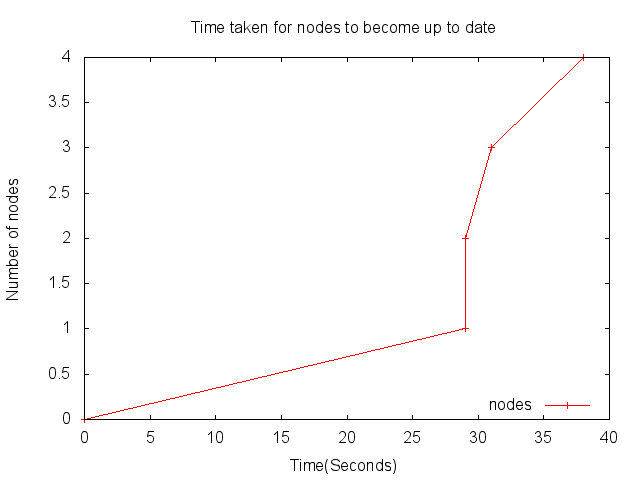 Time taken for nodes to become up to date
4
3.5
3
2.5
2
1.5
1
0.5
0
Number of nodes
nodes
0 5 10 15 20 25 30 35 40
Time(Seconds)